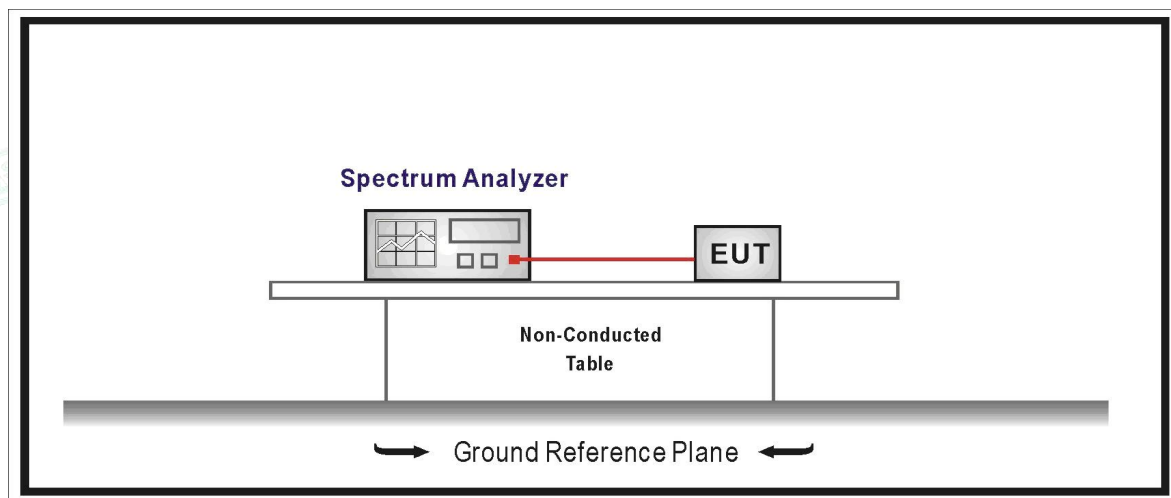 Spectrum Analyzer
EUT
Non-Conducted
Table
Ground Reference Plane